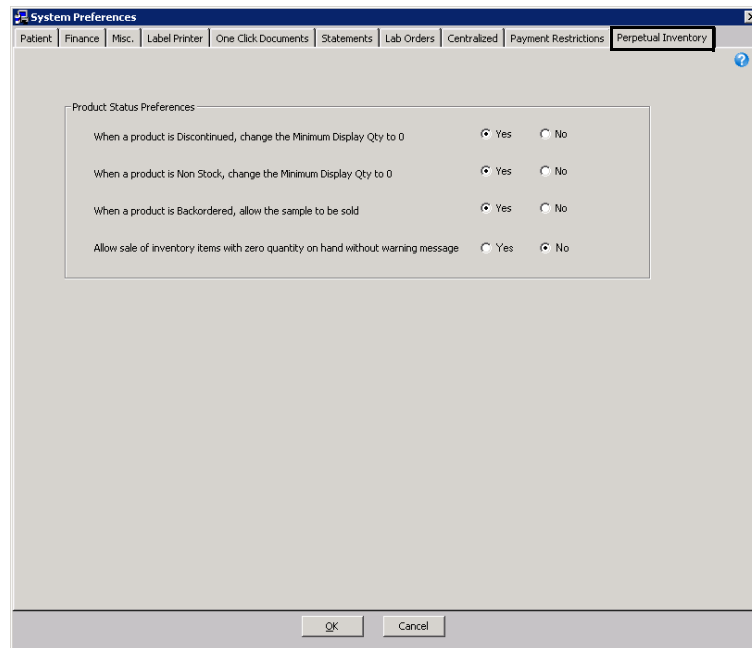 System Preferences
Patient Finance Misc. Label Printer One Click Documents Statements Lab Orders Centralized Payment Restrictions Perpetual Inventory
Product Status Preferences
When a product is Discontinued, change the Minimum Display Qty to 0 Yes No
When a product is Non Stock, change the Minimum Display Qty to 0 Yes No
When a product is Backordered, allow the sample to be sold Yes No
Allow sale of inventory items with zero quantity on hand without warning message Yes No
OK Cancel